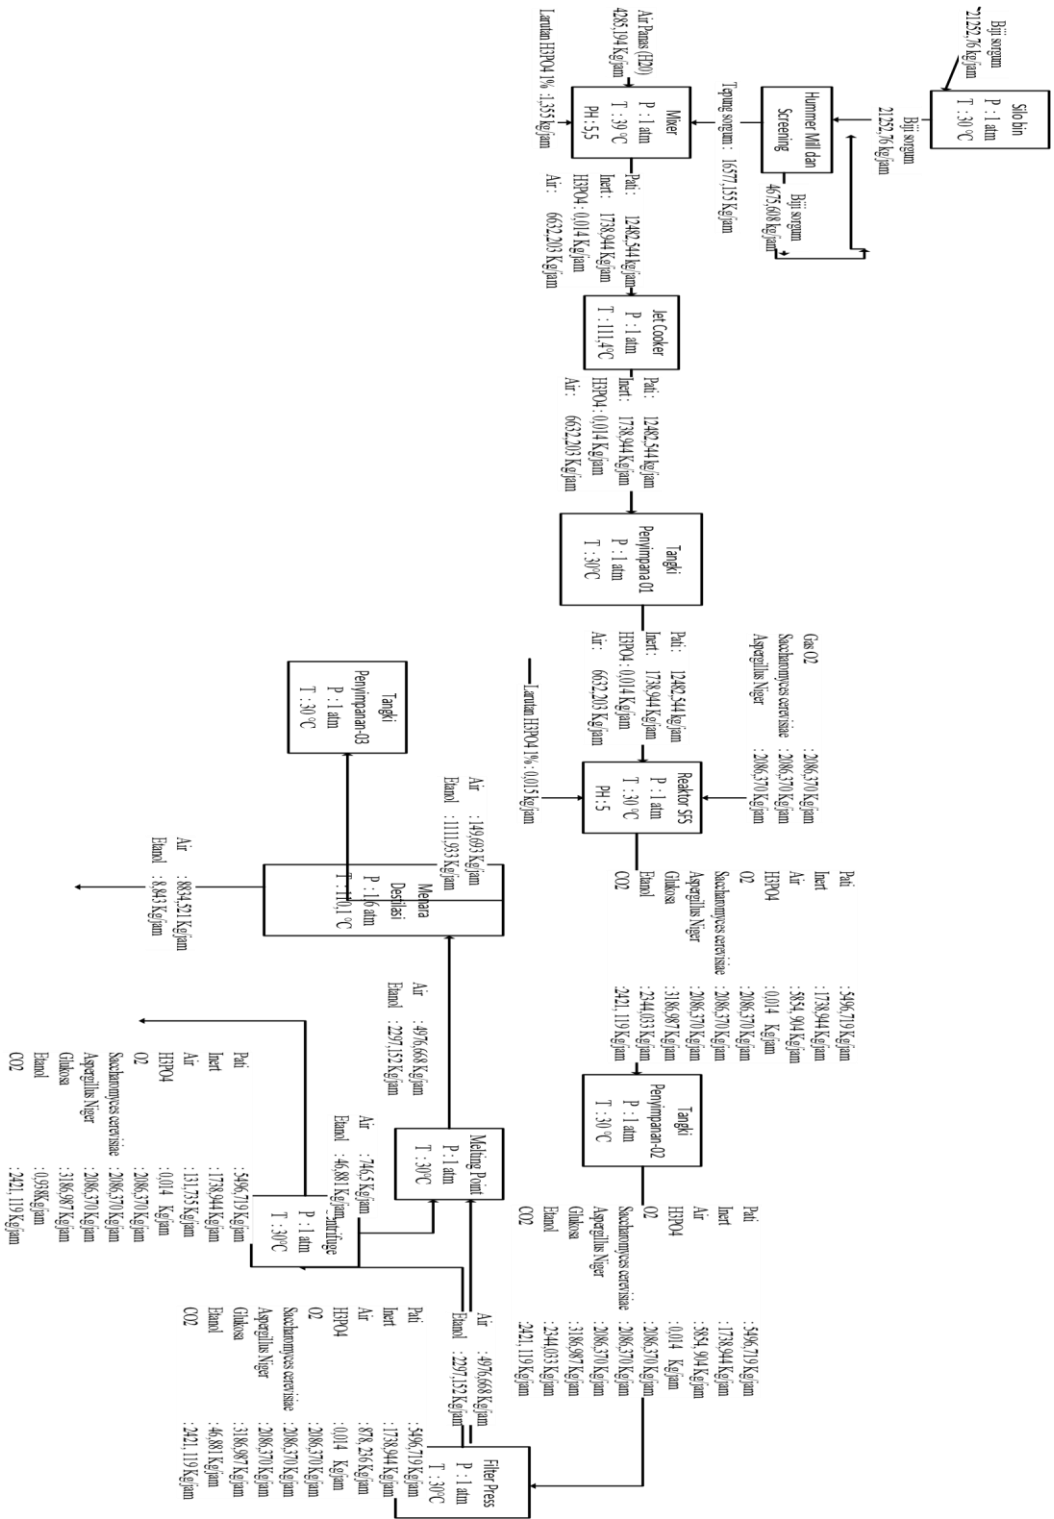 Biji sorgum
21252,76 kg/jam
Silo bin
P : 1 atm
T : 30 °C
Biji sorgum
21252,76 kg/jam
Hummer Mill dan
Screening
Biji sorgum
4675,608 kg/jam
Tepung sorgum : 16577,155 Kg/jam
Air Panas (H20)
4285,194 Kg/jam
Mixer
P : 1 atm
T : 39 °C
PH : 5,5
Larutan H3PO4 1% :1,355 kg/jam
Pati : 12482,544 kg/jam
Inert : 1738,944 Kg/jam
H3PO4 : 0,014 Kg/jam
Air : 6632,203 Kg/jam
Jet Cooker
P : 1 atm
T : 111,4°C
Pati : 12482,544 kg/jam
Inert : 1738,944 Kg/jam
H3PO4 : 0,014 Kg/jam
Air : 6632,203 Kg/jam
Tangki
Penyimpana 01
P : 1 atm
T : 30°C
Pati : 12482,544 kg/jam
Inert : 1738,944 Kg/jam
H3PO4 : 0,014 Kg/jam
Air : 6632,203 Kg/jam
Gas O2 : 2086,370 Kg/jam
Saccharomyces cerevisiae : 2086,370 Kg/jam
Aspergillus Niger : 2086,370 Kg/jam
Reaktor SFS
P : 1 atm
T : 30 °C
PH : 5
Larutan H3PO4 1% : 0,015 kg/jam
Pati :5496,719 Kg/jam
Inert :1738,944 Kg/jam
Air :5854, 904 Kg/jam
H3PO4 :0,014 Kg/jam
O2 :2086,370 Kg/jam
Saccharomyces cerevisiae :2086,370 Kg/jam
Aspergillus Niger :2086,370 Kg/jam
Glukosa :3186,987 Kg/jam
Etanol :2344,033 Kg/jam
CO2 :2421, 119 Kg/jam
Tangki
Penyimpanan-02
P : 1 atm
T : 30 °C
Pati :5496,719 Kg/jam
Inert :1738,944 Kg/jam
Air :5854, 904 Kg/jam
H3PO4 :0,014 Kg/jam
O2 :2086,370 Kg/jam
Saccharomyces cerevisiae :2086,370 Kg/jam
Aspergillus Niger :2086,370 Kg/jam
Glukosa :3186,987 Kg/jam
Etanol :2344,033 Kg/jam
CO2 :2421, 119 Kg/jam
Filter Press
P : 1 atm
T : 30°C
Air : 4976,668 Kg/jam
Etanol : 2297,152 Kg/jam
Pati :5496,719 Kg/jam
Inert :1738,944 Kg/jam
Air :878, 236 Kg/jam
H3PO4 :0,014 Kg/jam
O2 :2086,370 Kg/jam
Saccharomyces cerevisiae :2086,370 Kg/jam
Aspergillus Niger :2086,370 Kg/jam
Glukosa :3186,987 Kg/jam
Etanol :46,881 Kg/jam
CO2 :2421, 119 Kg/jam
Melting Point
P : 1 atm
T : 30°C
Air : 746,5 Kg/jam
Etanol : 46,881 Kg/jam
entrifuge
P : 1 atm
T : 30°C
Pati :5496,719 Kg/jam
Inert :1738,944 Kg/jam
Air :131,735 Kg/jam
H3PO4 :0,014 Kg/jam
O2 :2086,370 Kg/jam
Saccharomyces cerevisiae : 2086,370 Kg/jam
Aspergillus Niger :2086,370 Kg/jam
Glukosa :3186,987 Kg/jam
Etanol :0,938Kg/jam
CO2 :2421, 119 Kg/jam
Air : 4976,668 Kg/jam
Etanol : 2297,152 Kg/jam
Menara
Destilasi
P : 1,6 atm
T : 110,1 °C
Air : 149,693 Kg/jam
Etanol : 1111,933 Kg/jam
Tangki
Penyimpanan-03
P : 1 atm
T : 30 °C
Air : 8834,521 Kg/jam
Etanol : 8,843 Kg/jam